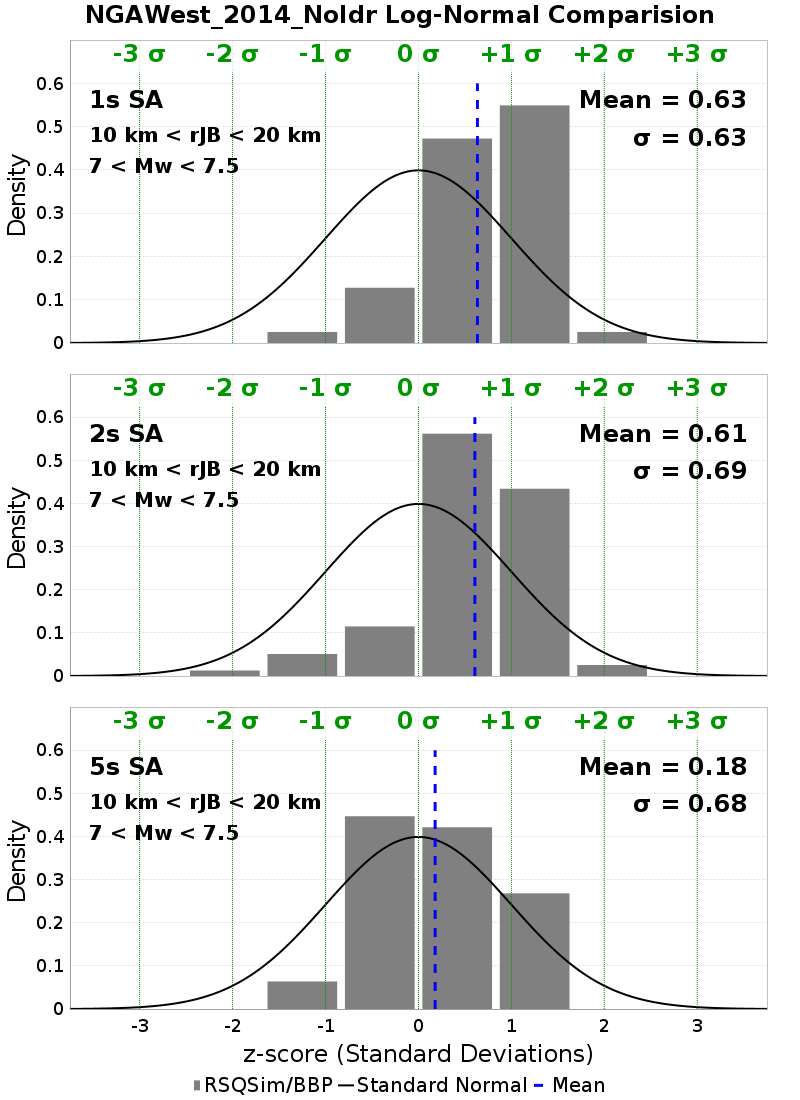 NGAWest_2014_NoIdr Log-Normal Comparision
-3 σ -2 σ -1 σ 0 σ +1 σ +2 σ +3 σ
1s SA
10 km < rJB < 20 km
7 < Mw < 7.5
Mean = 0.63
σ = 0.63
Density
0.6
0.5
0.4
0.3
0.2
0.1
0
-3 σ -2 σ -1 σ 0 σ +1 σ +2 σ +3 σ
2s SA
10 km < rJB < 20 km
7 < Mw < 7.5
Mean = 0.61
σ = 0.69
Density
0.6
0.5
0.4
0.3
0.2
0.1
0
-3 σ -2 σ -1 σ 0 σ +1 σ +2 σ +3 σ
5s SA
10 km < rJB < 20 km
7 < Mw < 7.5
Mean = 0.18
σ = 0.68
Density
0.6
0.5
0.4
0.3
0.2
0.1
0
-3 -2 -1 0 1 2 3
z-score (Standard Deviations)
RSQSim/BBP Standard Normal Mean